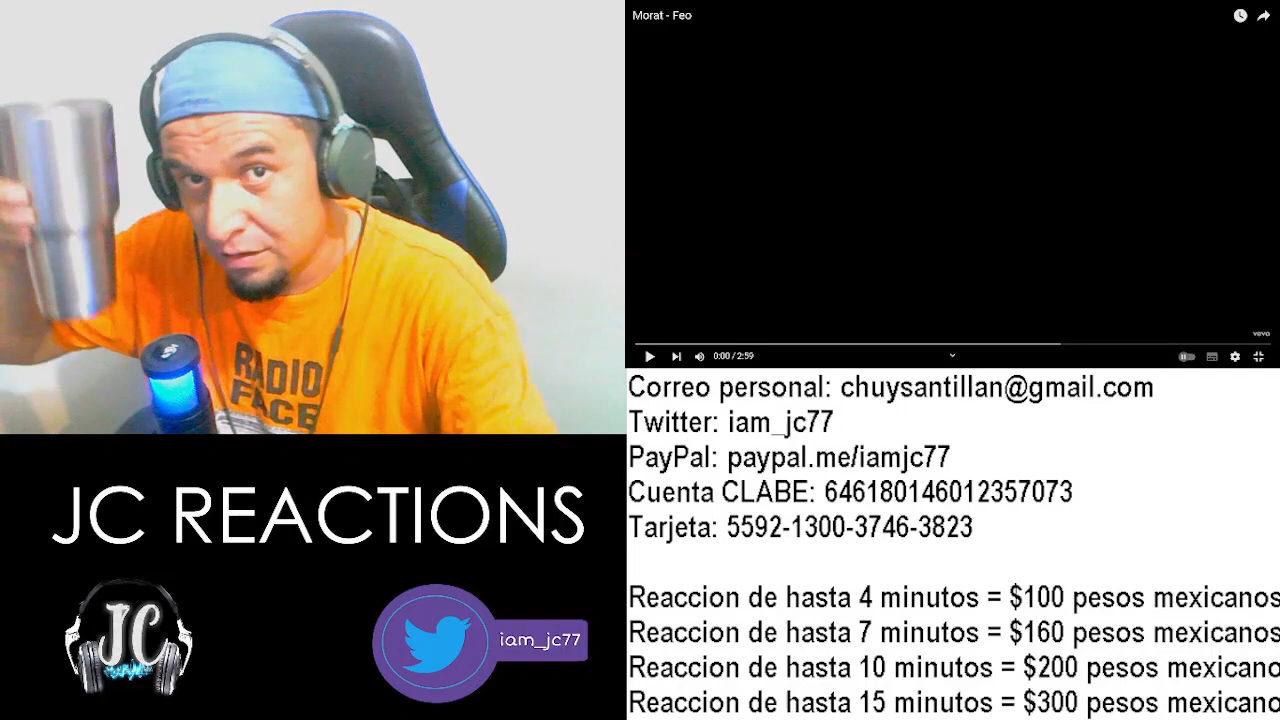 Morat - Feo
RADIO
FACE
vevo
0:00 / 2:59
Correo personal: chuysantillan@gmail.com
Twitter: iam_jc77
PayPal: paypal.me/iamjc77
Cuenta CLABE: 646180146012357073
Tarjeta: 5592-1300-3746-3823
JC REACTIONS
JC
iam_jc77
Reaccion de hasta 4 minutos = $100 pesos mexicanos
Reaccion de hasta 7 minutos = $160 pesos mexicanos
Reaccion de hasta 10 minutos = $200 pesos mexicano
Reaccion de hasta 15 minutos = $300 pesos mexicano